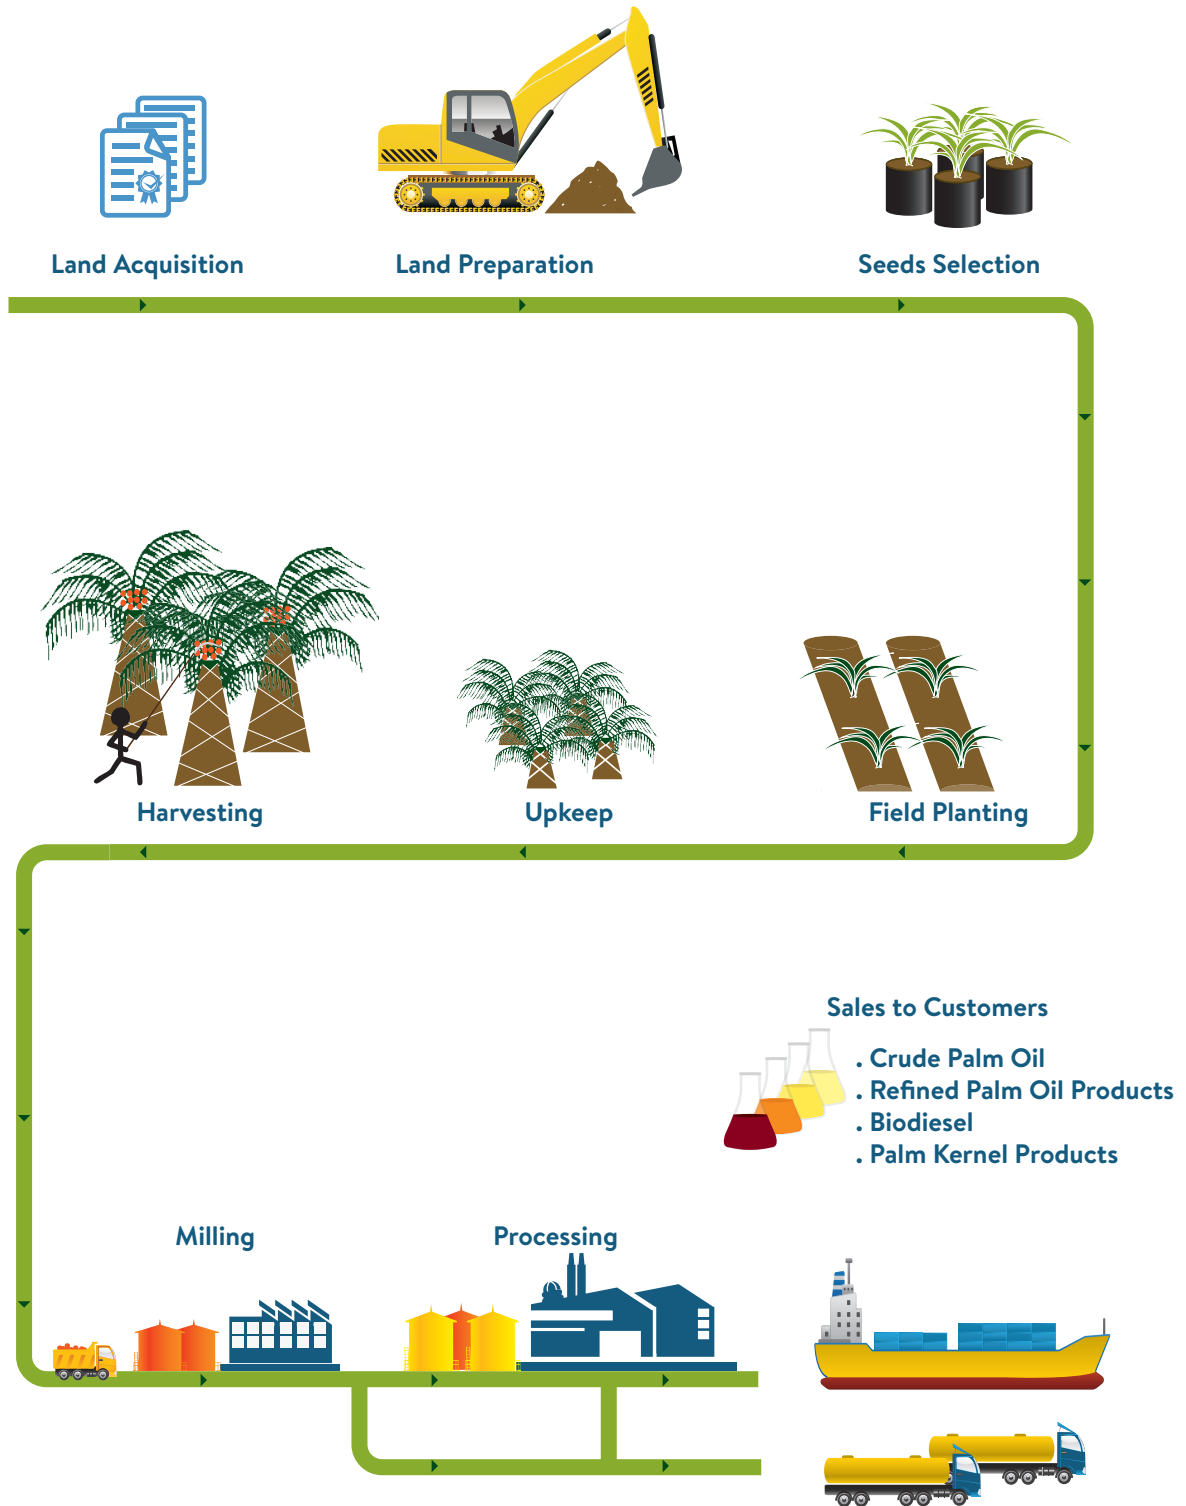 Land Acquisition
Land Preparation
Seeds Selection
Harvesting
Upkeep
Field Planting
Sales to Customers
. Crude Palm Oil
. Refined Palm Oil Products
. Biodiesel
. Palm Kernel Products
Milling
Processing